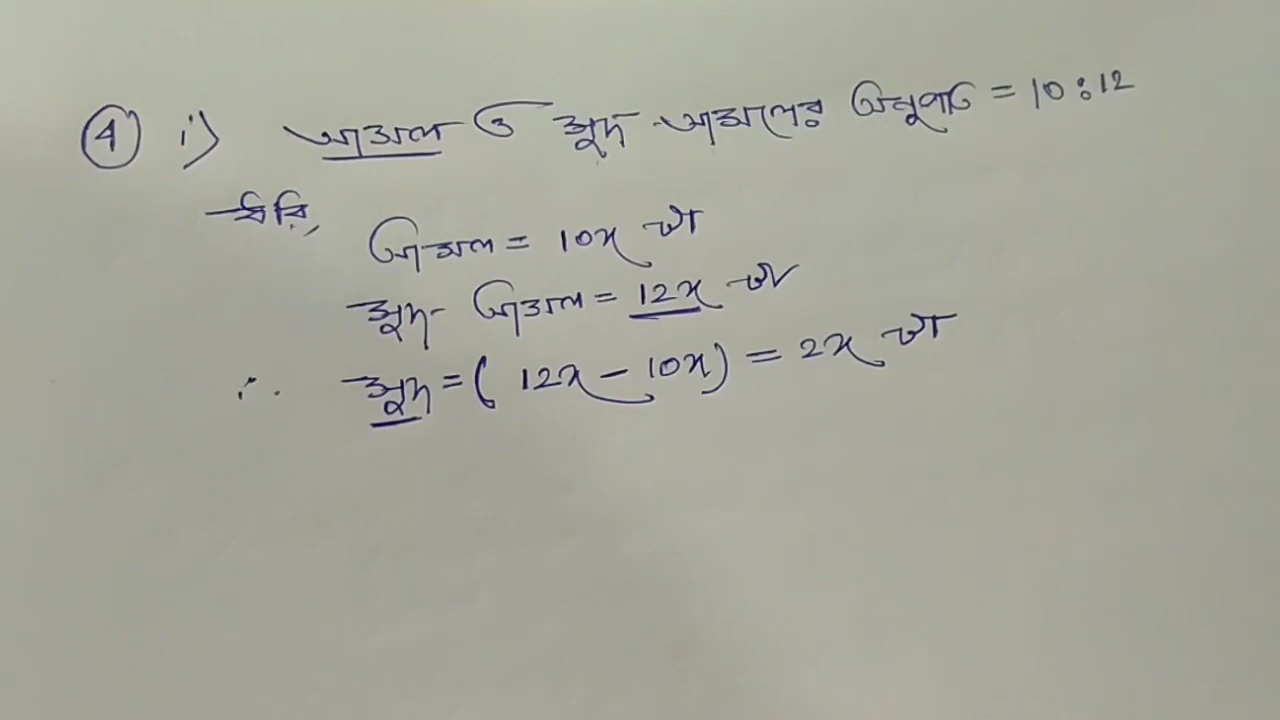 4 i) আসল ও সুদ-আসলের অনুপাত = 10:12
ধরি,
আসল = 10x টা
সুদ-আসল = 12x টা
∴ সুদ = (12x - 10x) = 2x টা